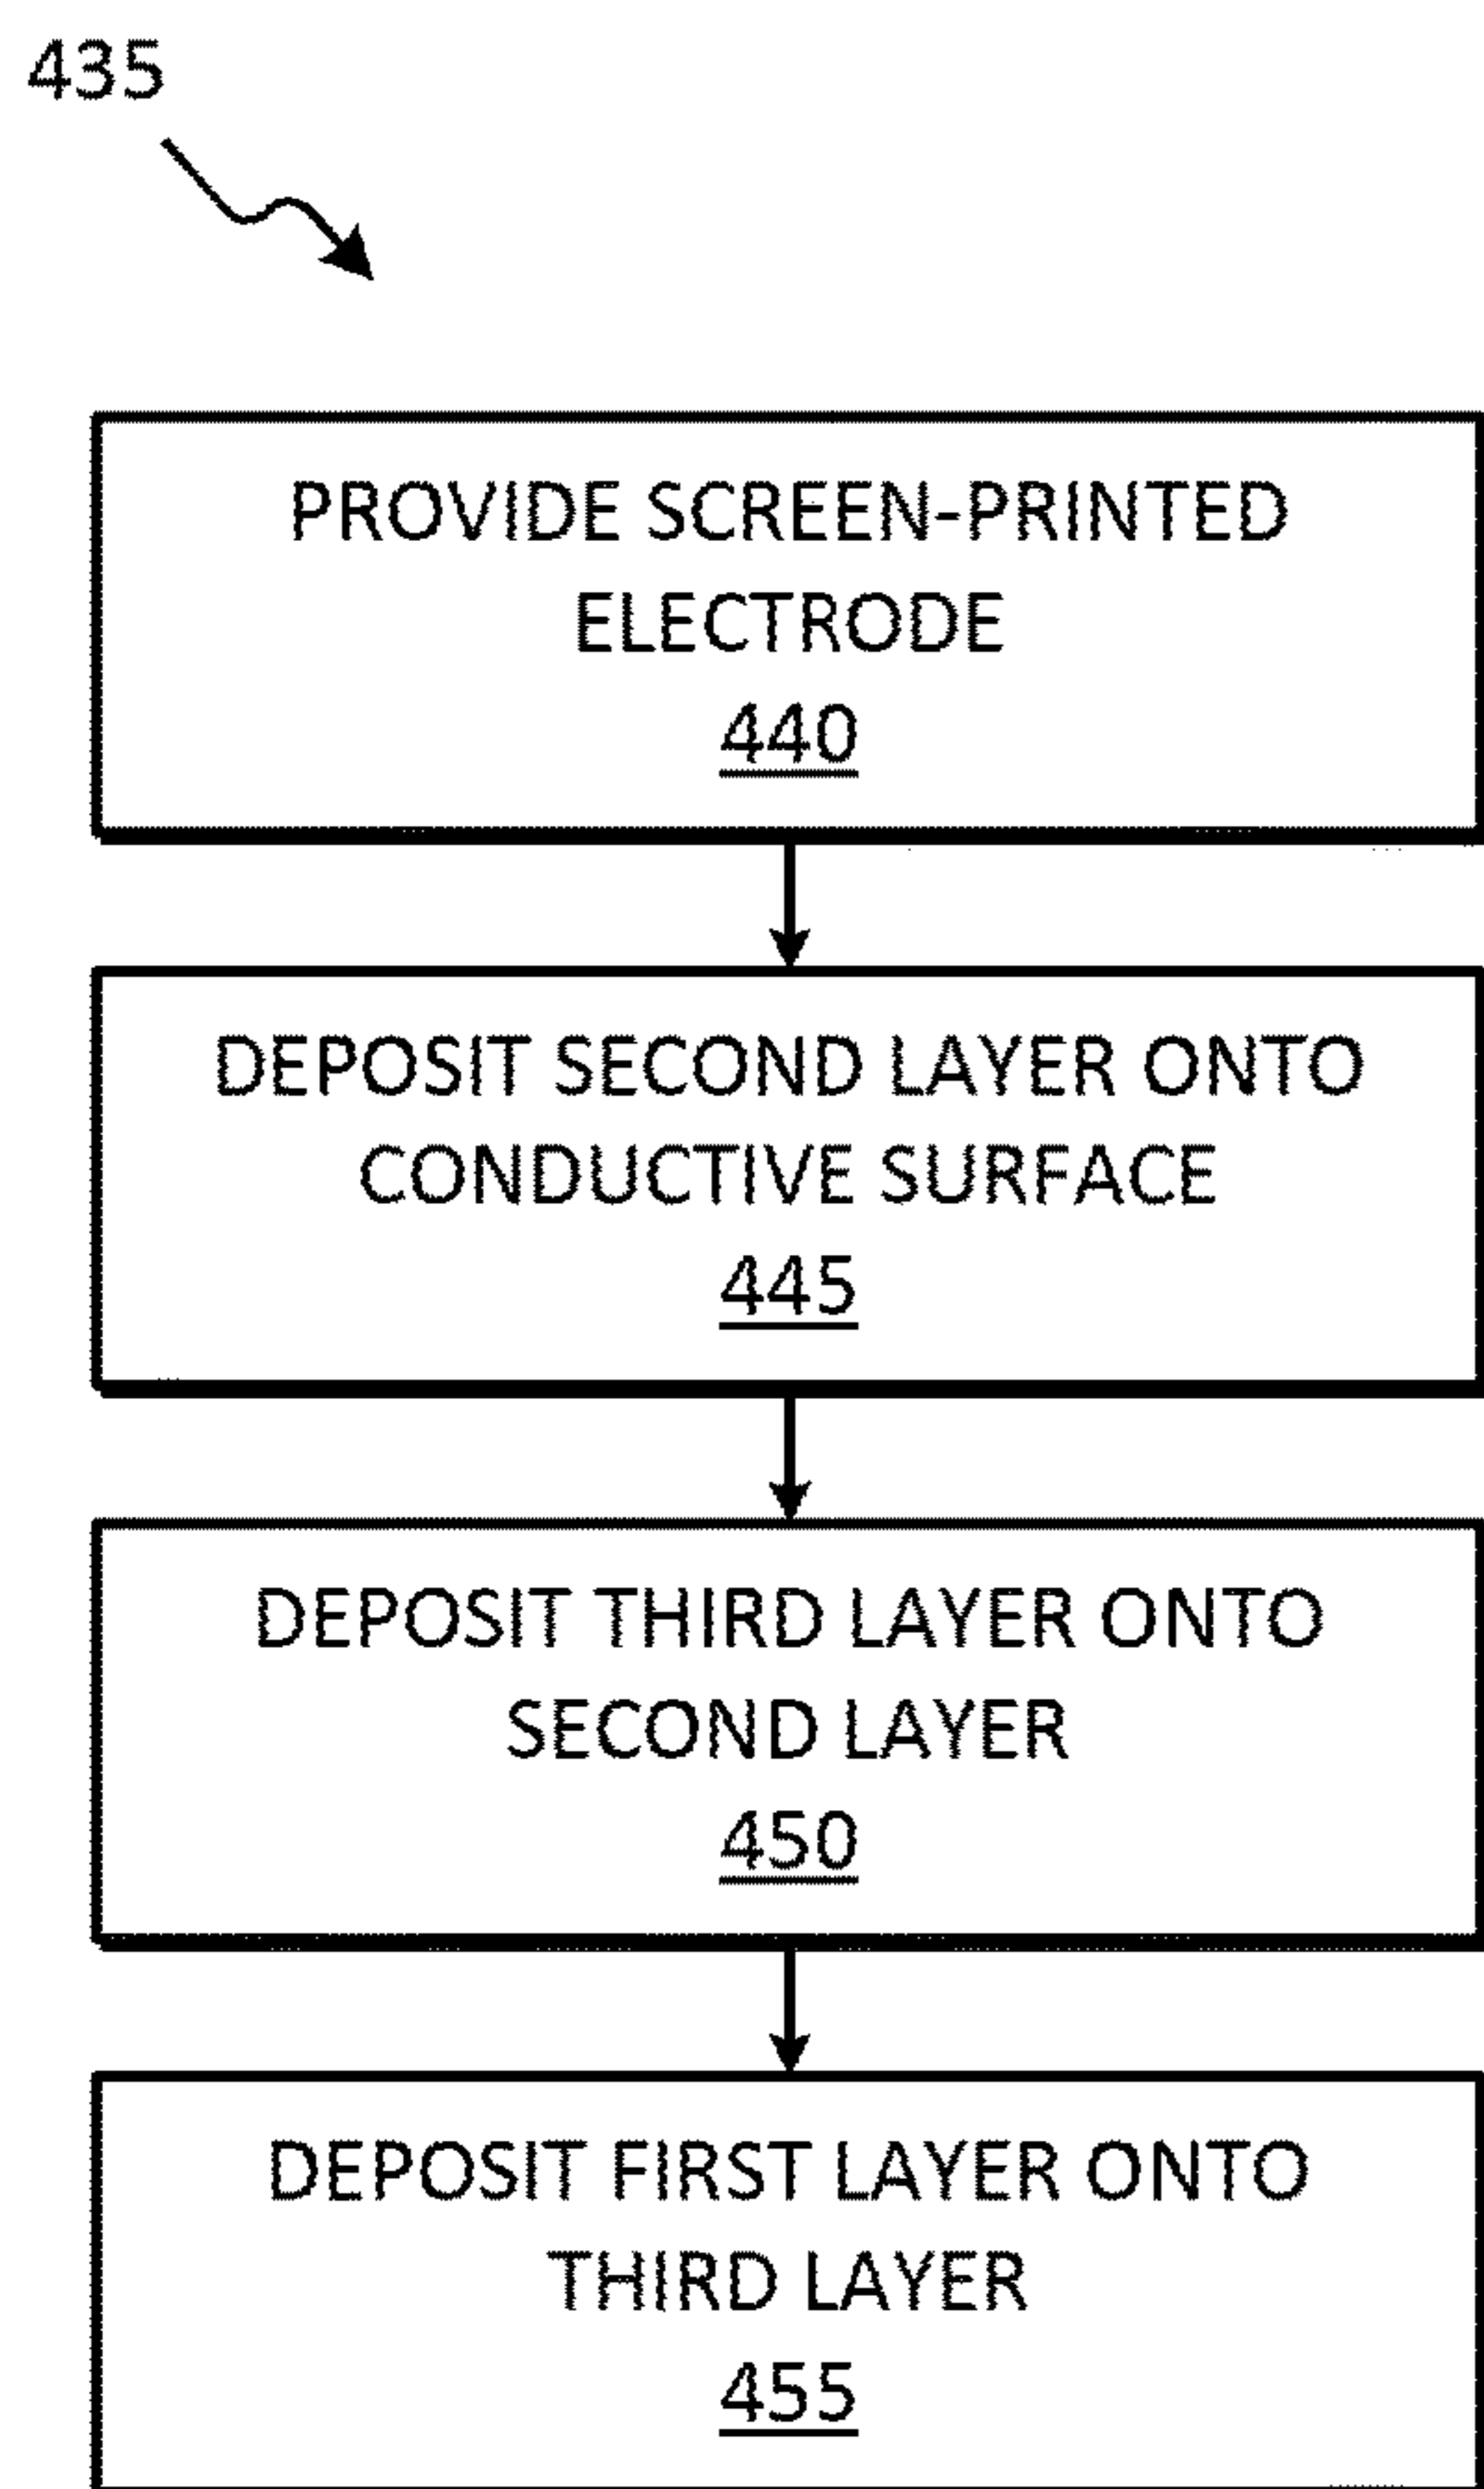 435
PROVIDE SCREEN-PRINTED
ELECTRODE
440
DEPOSIT SECOND LAYER ONTO
CONDUCTIVE SURFACE
445
DEPOSIT THIRD LAYER ONTO
SECOND LAYER
450
DEPOSIT FIRST LAYER ONTO
THIRD LAYER
455